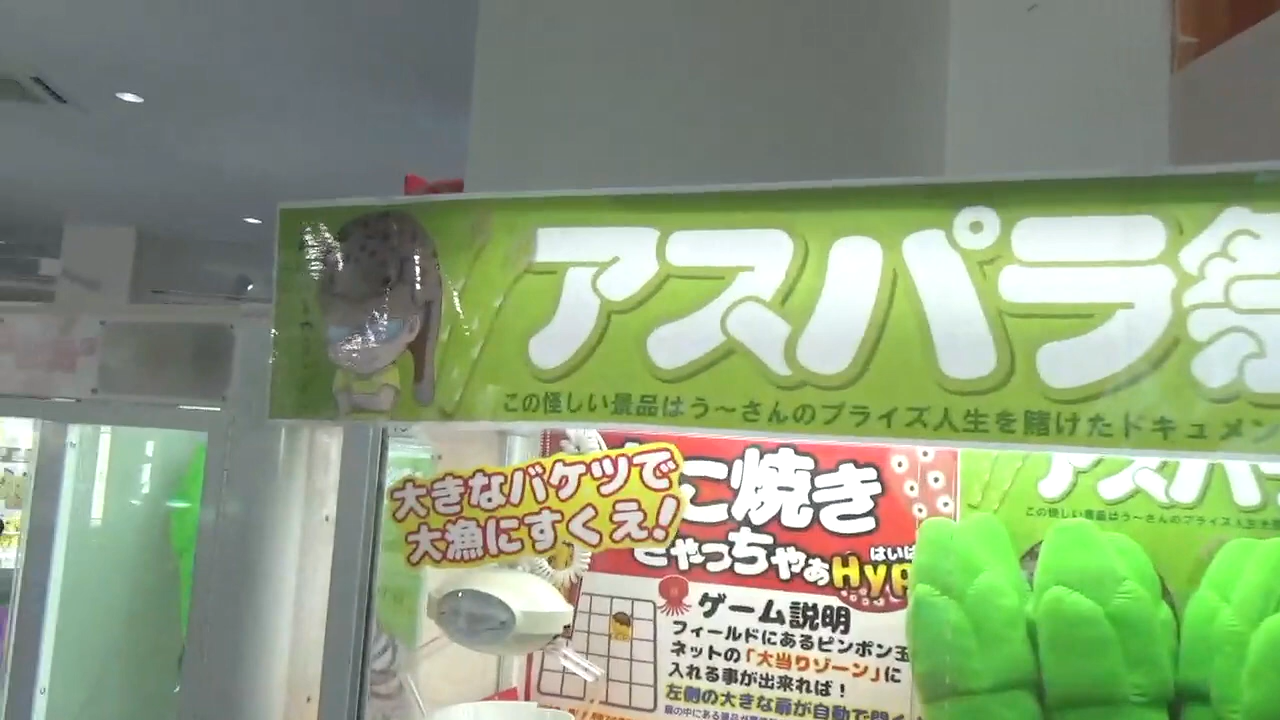 アスパラ祭
この怪しい景品はう〜さんのプライズ人生を賭けたドキュメン
大きなバケツで
大漁にすくえ!
こ焼き
きゃっちゃぁHyp
はいぱ
アスパラ
この怪しい景品はう〜さんのプライズ人生を
ゲーム説明
フィールドにあるピンポン玉
ネットの「大当りゾーン」に
入れる事が出来れば!
左側の大きな扉が自動で開く